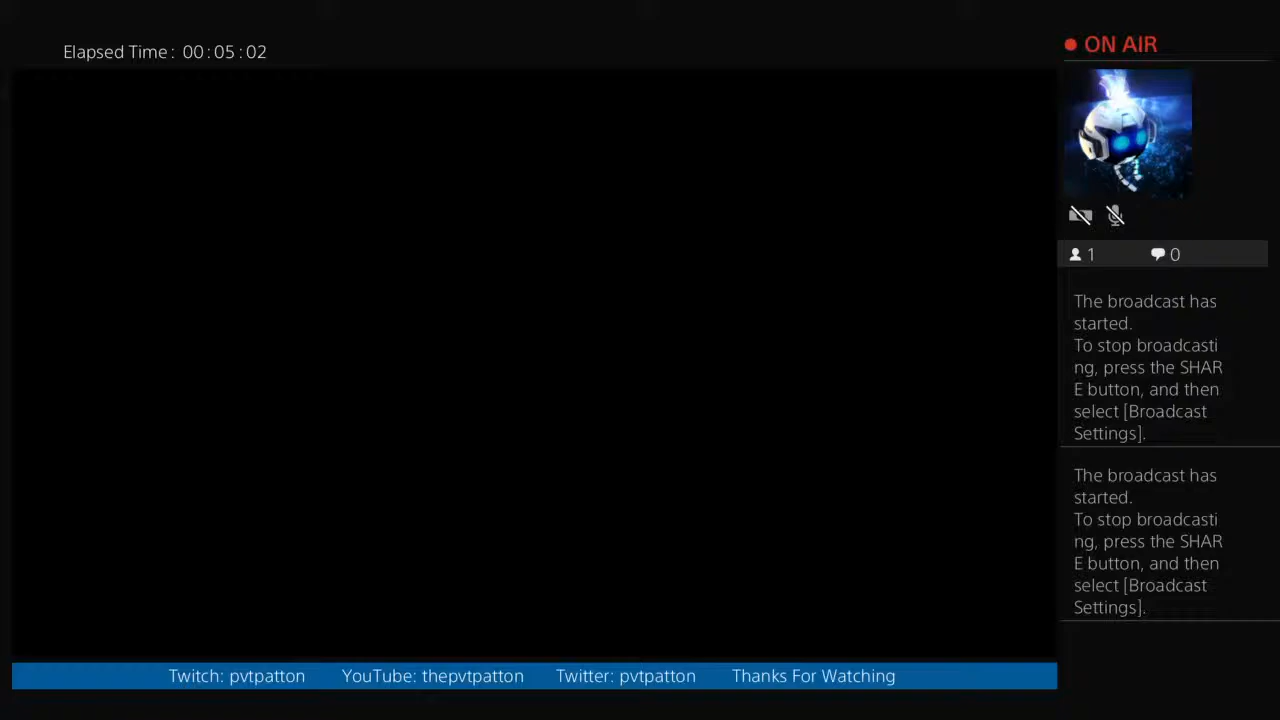 Elapsed Time: 00:05:02
ON AIR
1 0
The broadcast has
started.
To stop broadcasti
ng, press the SHAR
E button, and then
select [Broadcast
Settings].
The broadcast has
started.
To stop broadcasti
ng, press the SHAR
E button, and then
select [Broadcast
Settings].
Twitch: pvtpatton YouTube: thepvtpatton Twitter: pvtpatton Thanks For Watching